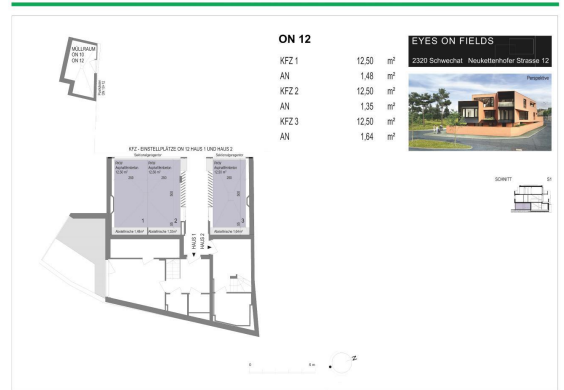 ON 12
KFZ 1 12,50 m²
AN 1,48 m²
KFZ 2 12,50 m²
AN 1,35 m²
KFZ 3 12,50 m²
AN 1,64 m²
EYES ON FIELDS
2320 Schwechat Neukettenhofer Strasse 12
Perspektive
SCHNITT S1
MÜLLRAUM
ON 10
ON 12
KFZ - EINSTELLPLÄTZE ON 12 HAUS 1 UND HAUS 2
1
2
3
HAUS 1
HAUS 2
0 5 m
N